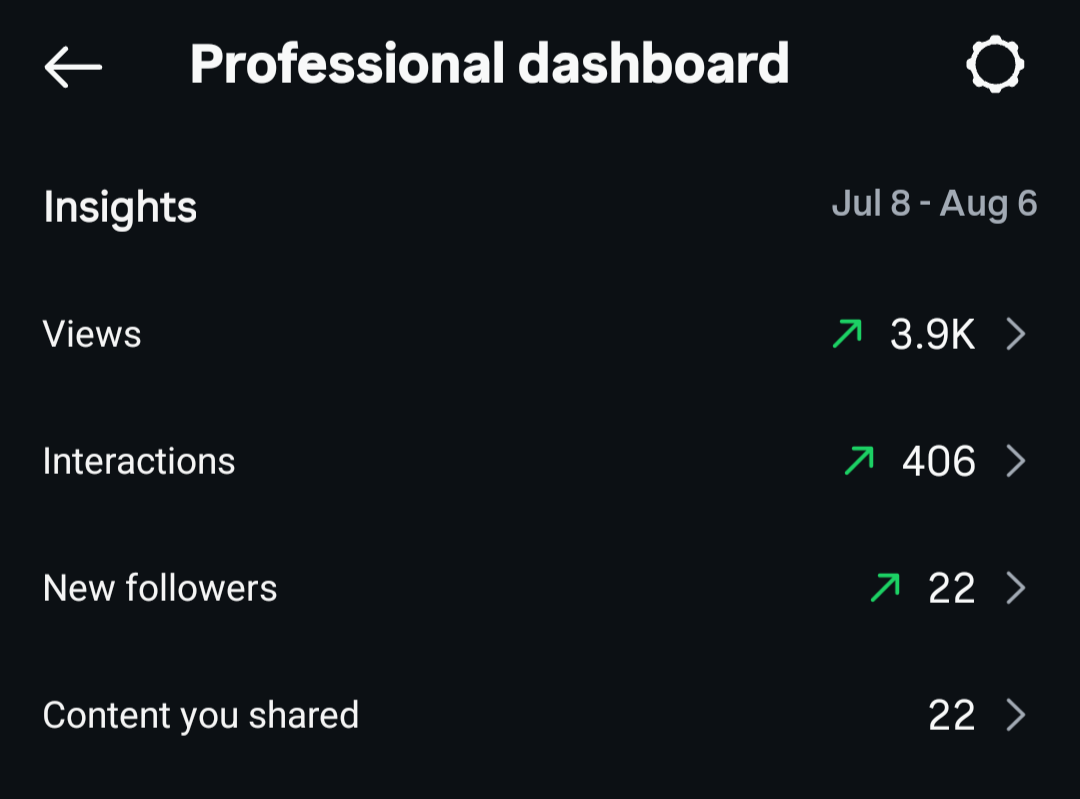 Professional dashboard
Insights Jul 8 - Aug 6
Views 3.9K
Interactions 406
New followers 22
Content you shared 22